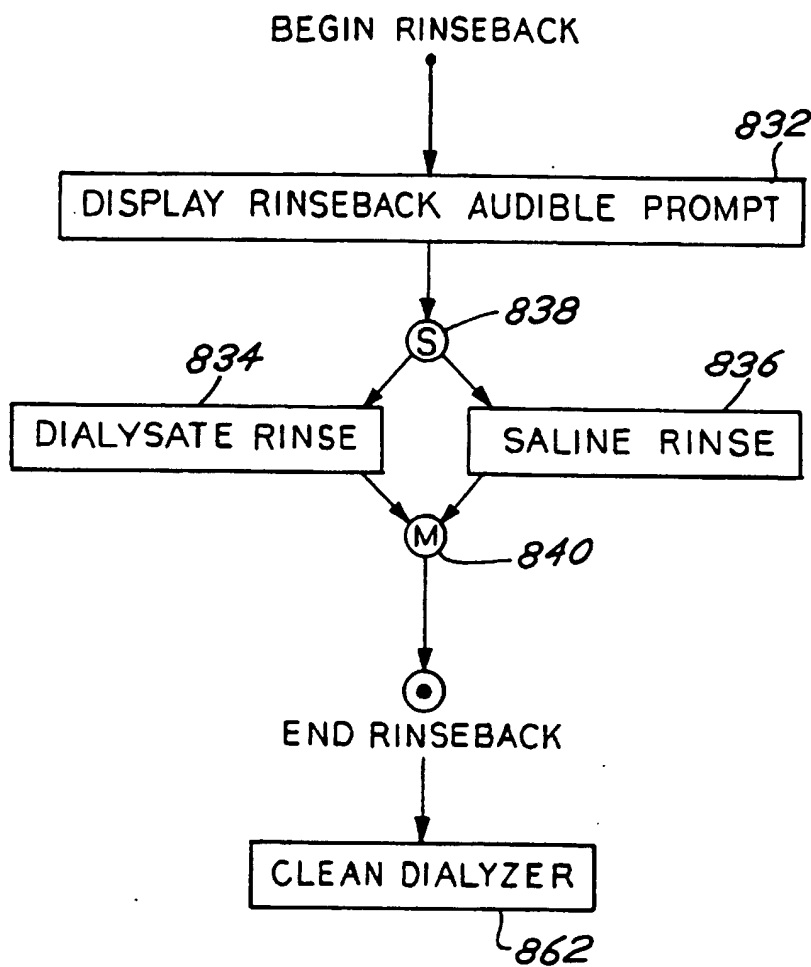 BEGIN RINSEBACK
832
DISPLAY RINSEBACK AUDIBLE PROMPT
838
S
834
836
DIALYSATE RINSE
SALINE RINSE
M
840
END RINSEBACK
CLEAN DIALYZER
862